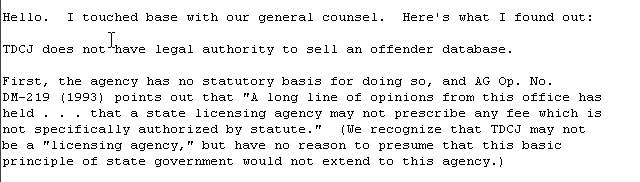 Hello.  I touched base with our general counsel.  Here's what I found out:
TDCJ does not have legal authority to sell an offender database.
First, the agency has no statutory basis for doing so, and AG Op. No.
DM-219 (1993) points out that "A long line of opinions from this office has
held . . . that a state licensing agency may not prescribe any fee which is
not specifically authorized by statute."  (We recognize that TDCJ may not
be a "licensing agency," but have no reason to presume that this basic
principle of state government would not extend to this agency.)